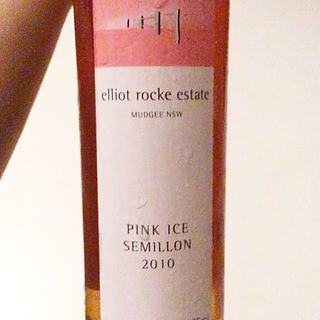 elliot rocke estate
MUDGEE NSW
PINK ICE
SEMILLON
2010